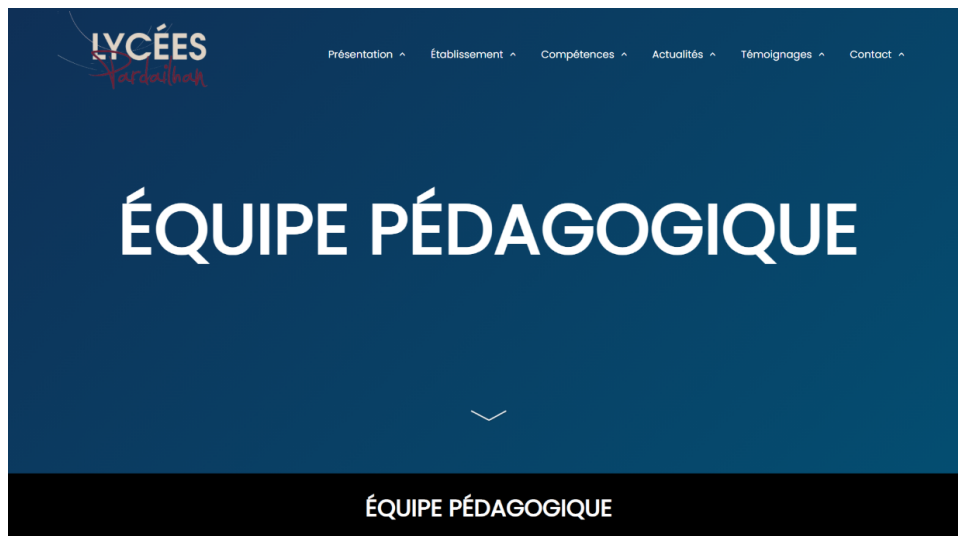 LYCÉES
Pardailhan
Présentation Établissement Compétences Actualités Témoignages Contact
ÉQUIPE PÉDAGOGIQUE
ÉQUIPE PÉDAGOGIQUE